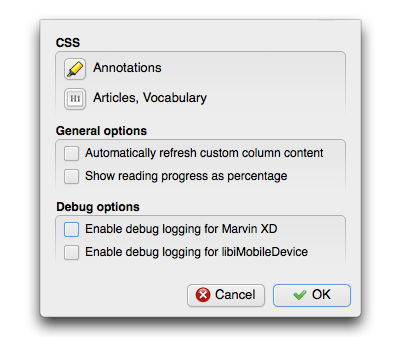 CSS
Annotations
H1
Articles, Vocabulary
General options
Automatically refresh custom column content
Show reading progress as percentage
Debug options
Enable debug logging for Marvin XD
Enable debug logging for libiMobileDevice
Cancel
OK